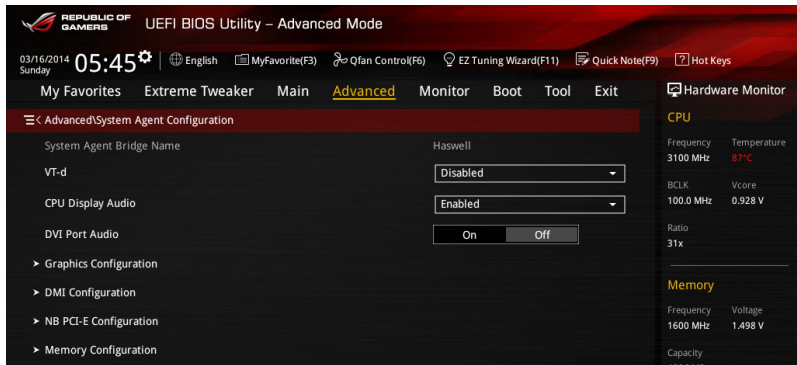 REPUBLIC OF
GAMERS
UEFI BIOS Utility – Advanced Mode
03/16/2014
Sunday
05:45
English
MyFavorite(F3)
Qfan Control(F6)
EZ Tuning Wizard(F11)
Quick Note(F9)
? Hot Keys
My Favorites
Extreme Tweaker
Main
Advanced
Monitor
Boot
Tool
Exit
Hardware Monitor
< Advanced\System Agent Configuration
System Agent Bridge Name
Haswell
VT-d
Disabled
CPU Display Audio
Enabled
DVI Port Audio
On
Off
> Graphics Configuration
> DMI Configuration
> NB PCI-E Configuration
> Memory Configuration
CPU
Frequency Temperature
3100 MHz 87°C
BCLK Vcore
100.0 MHz 0.928 V
Ratio
31x
Memory
Frequency Voltage
1600 MHz 1.498 V
Capacity